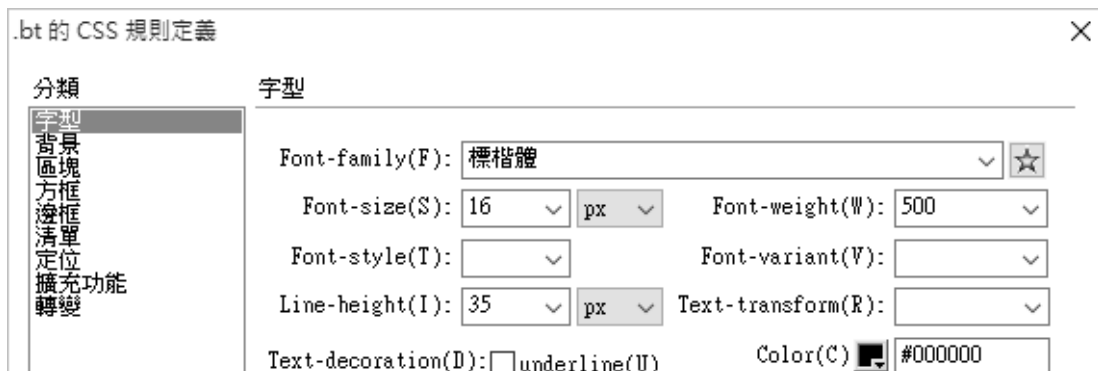 .bt 的 CSS 規則定義
分類
字型
背景
區塊
方框
邊框
清單
定位
擴充功能
轉變
字型
Font-family(F): 標楷體
Font-size(S): 16 px Font-weight(W): 500
Font-style(T): Font-variant(V):
Line-height(I): 35 px Text-transform(R):
Text-decoration(D): underline(U) Color(C) #000000